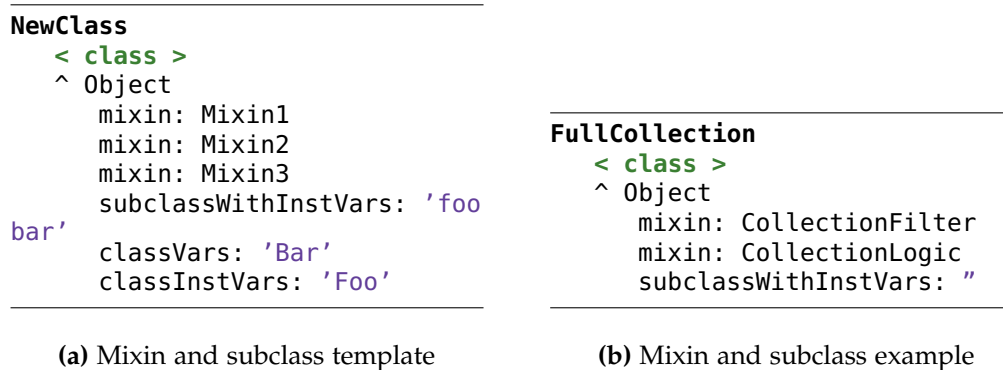 NewClass
< class >
^ Object
mixin: Mixin1
mixin: Mixin2
mixin: Mixin3
subclassWithInstVars: ’foo
bar’
classVars: ’Bar’
classInstVars: ’Foo’
(a) Mixin and subclass template
FullCollection
< class >
^ Object
mixin: CollectionFilter
mixin: CollectionLogic
subclassWithInstVars: ”
(b) Mixin and subclass example